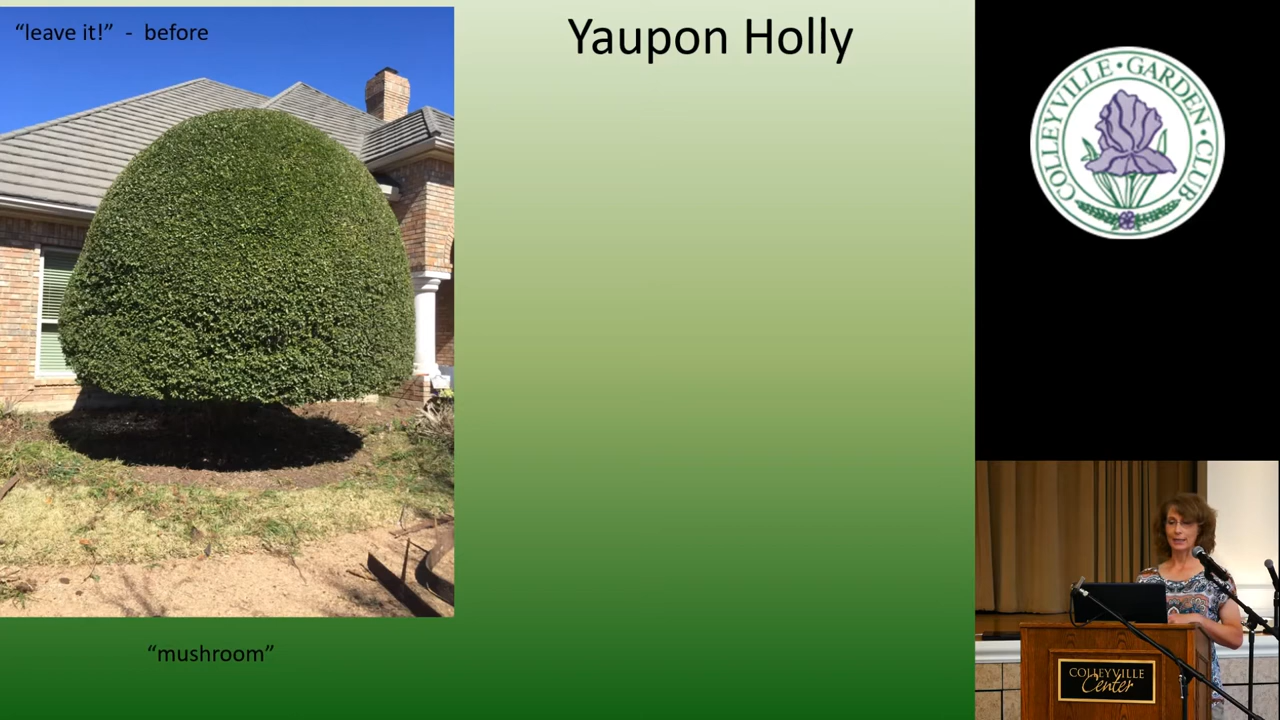 “leave it!” - before
Yaupon Holly
COLLEYVILLE • GARDEN • CLUB
“mushroom”
COLLEYVILLE
Center